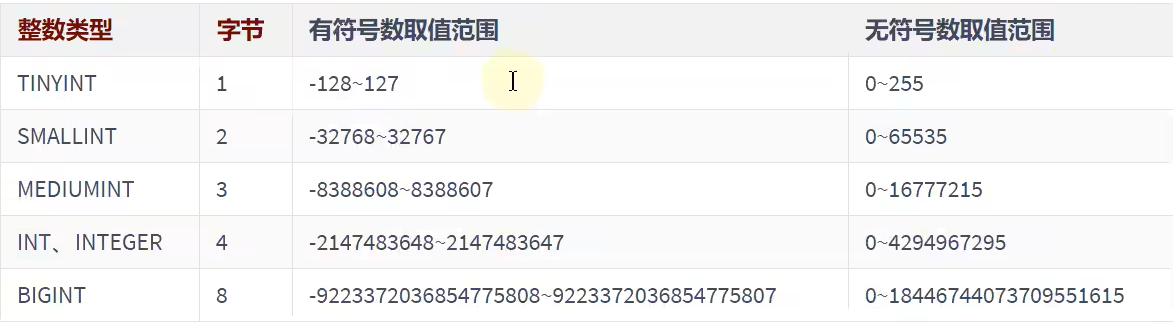 整数类型 字节 有符号数取值范围 无符号数取值范围
TINYINT 1 -128~127 0~255
SMALLINT 2 -32768~32767 0~65535
MEDIUMINT 3 -8388608~8388607 0~16777215
INT、INTEGER 4 -2147483648~2147483647 0~4294967295
BIGINT 8 -9223372036854775808~9223372036854775807 0~18446744073709551615